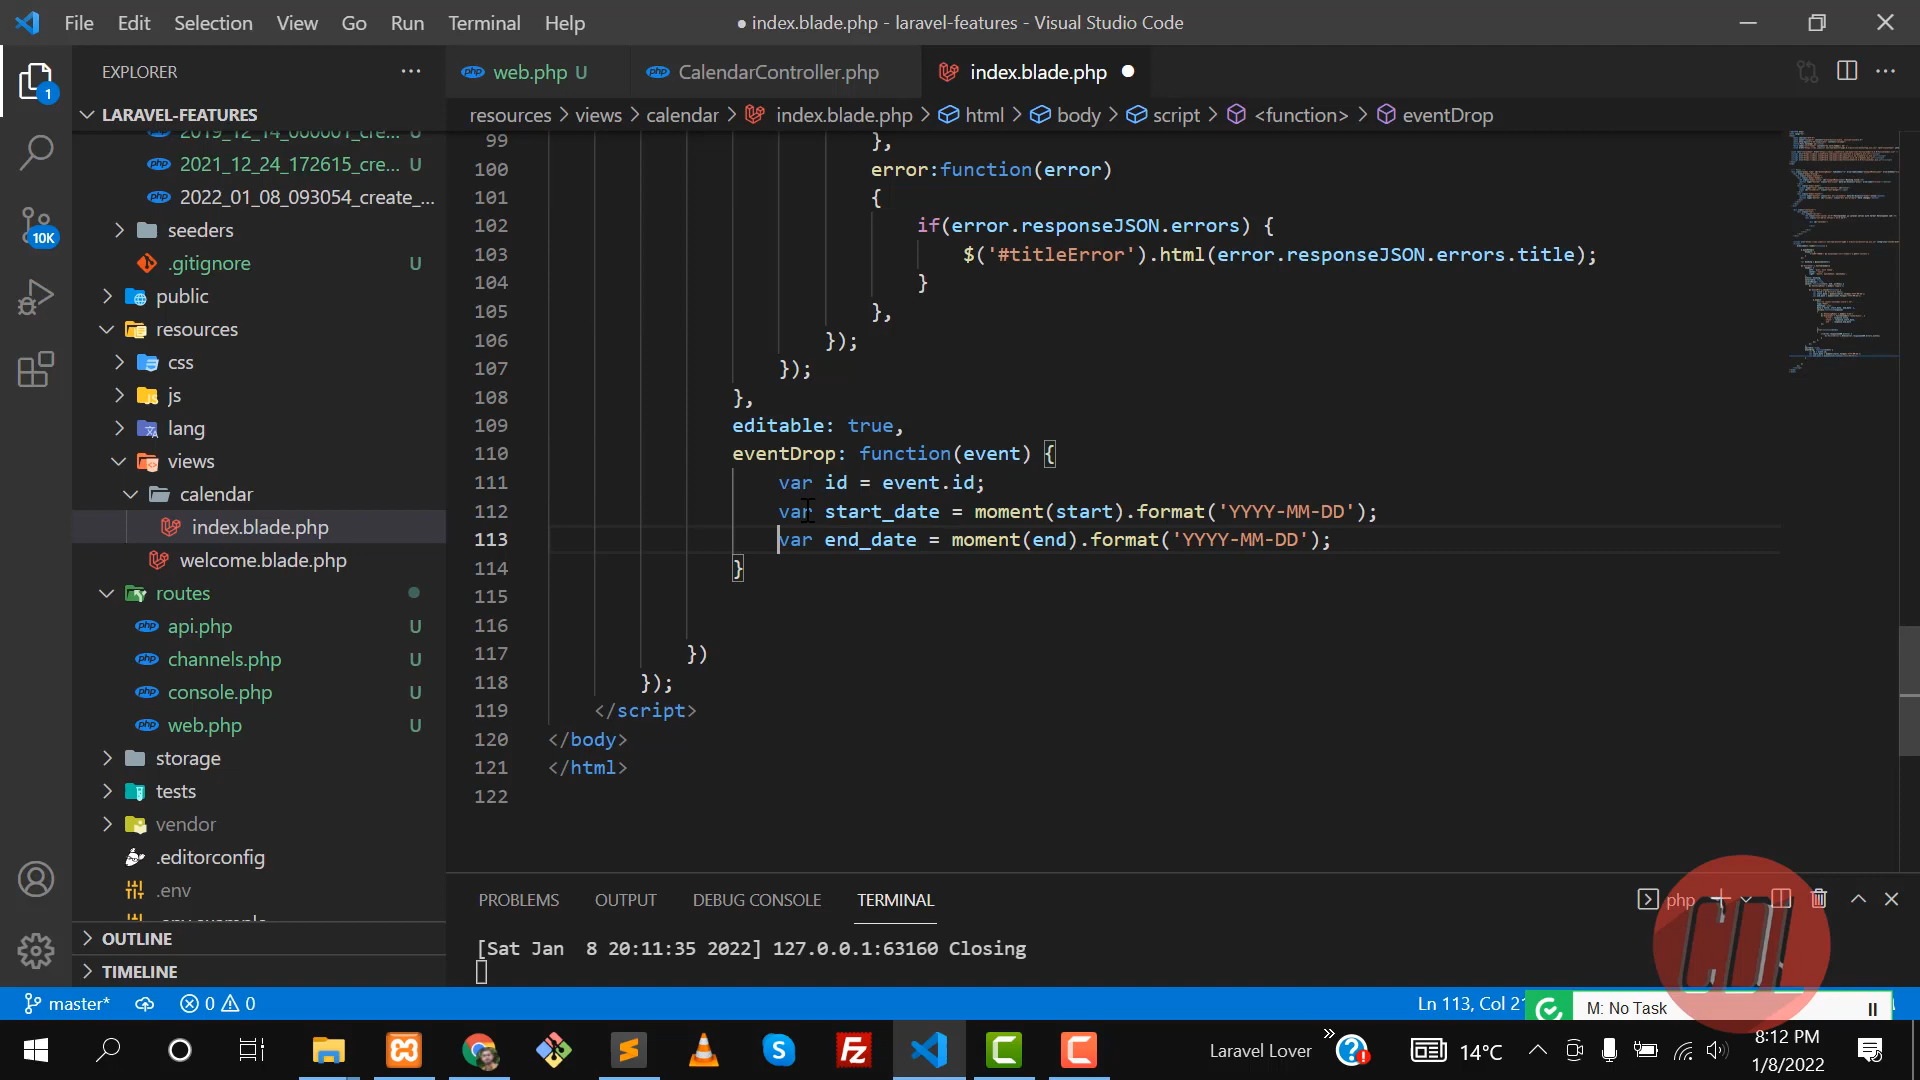 File Edit Selection View Go Run Terminal Help
● index.blade.php - laravel-features - Visual Studio Code
EXPLORER
1
10K
LARAVEL-FEATURES
2019_12_14_000001_cre... U
2021_12_24_172615_cre... U
2022_01_08_093054_create_...
seeders
.gitignore U
public
resources
css
js
lang
views
calendar
index.blade.php
welcome.blade.php
routes
api.php U
channels.php U
console.php U
web.php U
storage
tests
vendor
.editorconfig
.env
.env.example
OUTLINE
TIMELINE
web.php U CalendarController.php index.blade.php
resources > views > calendar > index.blade.php > html > body > script > <function> > eventDrop
99 },
100 error:function(error)
101 {
102 if(error.responseJSON.errors) {
103 $('#titleError').html(error.responseJSON.errors.title);
104 }
105 },
106 });
107 });
108 },
109 editable: true,
110 eventDrop: function(event) {
111 var id = event.id;
112 var start_date = moment(start).format('YYYY-MM-DD');
113 var end_date = moment(end).format('YYYY-MM-DD');
114 }
115
116
117 })
118 });
119 </script>
120 </body>
121 </html>
122
PROBLEMS OUTPUT DEBUG CONSOLE TERMINAL
php
[Sat Jan  8 20:11:35 2022] 127.0.0.1:63160 Closing
CDL
master* 0 0
Ln 113, Col 21
M: No Task
Laravel Lover
14°C
8:12 PM
1/8/2022